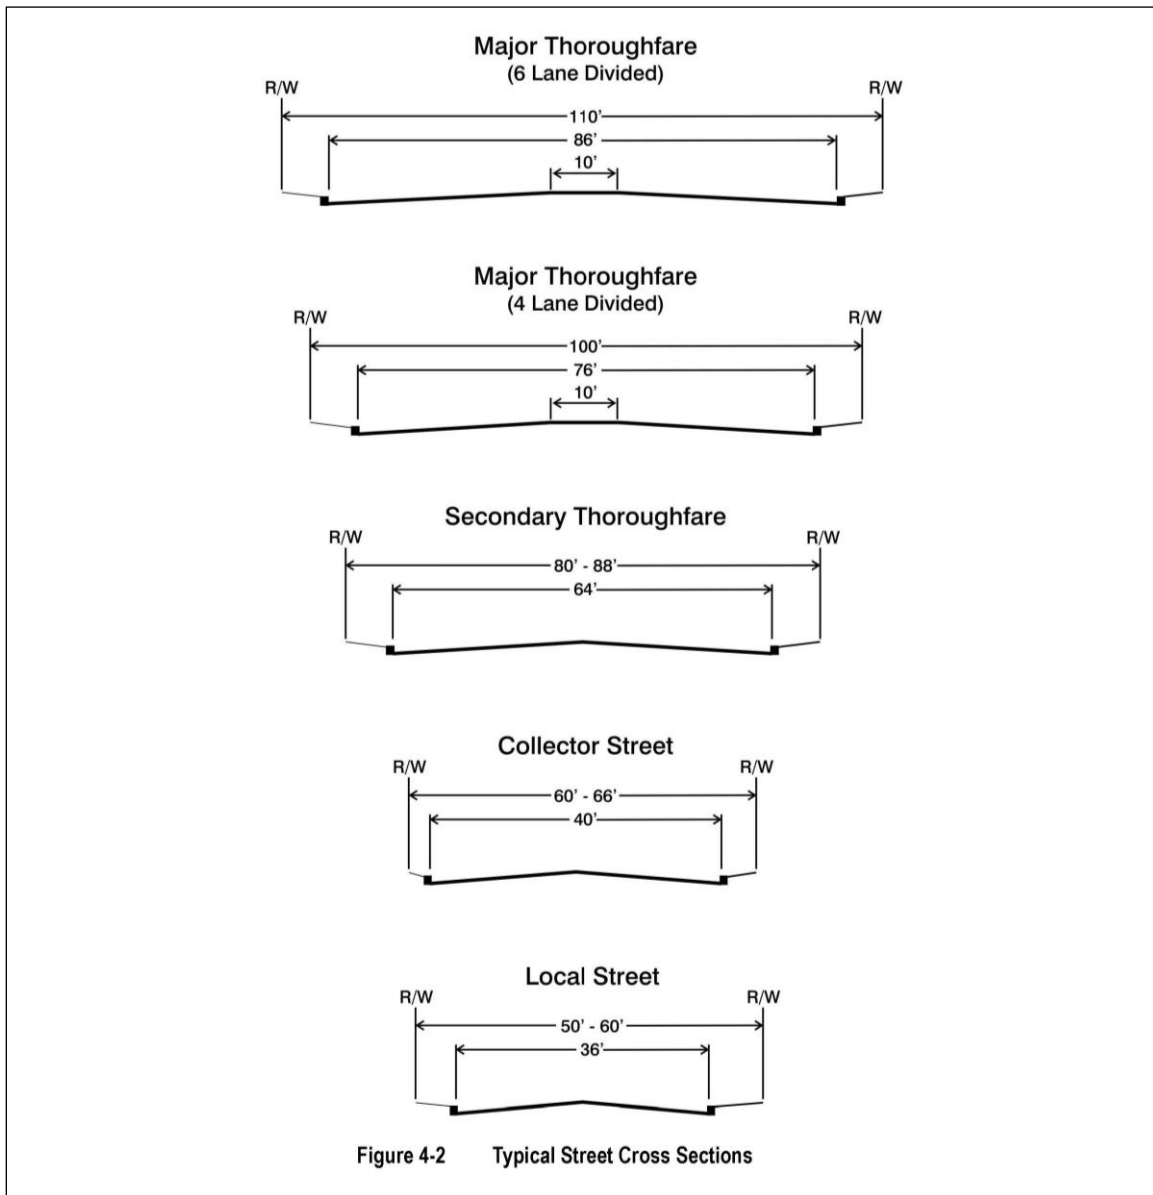 Major Thoroughfare
(6 Lane Divided)
R/W R/W
110'
86'
10'
Major Thoroughfare
(4 Lane Divided)
R/W R/W
100'
76'
10'
Secondary Thoroughfare
R/W R/W
80' - 88'
64'
Collector Street
R/W R/W
60' - 66'
40'
Local Street
R/W R/W
50' - 60'
36'
Figure 4-2 Typical Street Cross Sections